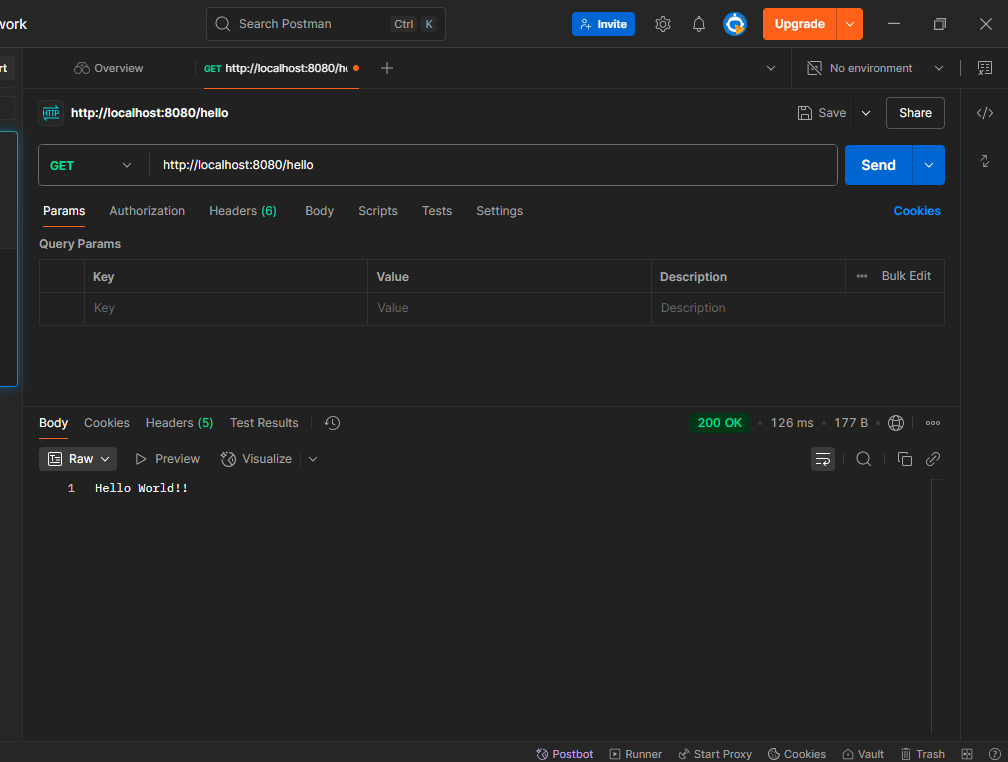 work
Search Postman Ctrl K
Invite
Upgrade
rt
Overview
GET http://localhost:8080/h
No environment
HTTP http://localhost:8080/hello
Save
Share
GET http://localhost:8080/hello
Send
Params Authorization Headers (6) Body Scripts Tests Settings
Cookies
Query Params
Key Value Description Bulk Edit
Key Value Description
Body Cookies Headers (5) Test Results
200 OK • 126 ms • 177 B •
Raw Preview Visualize
1 Hello World!!
Postbot Runner Start Proxy Cookies Vault Trash